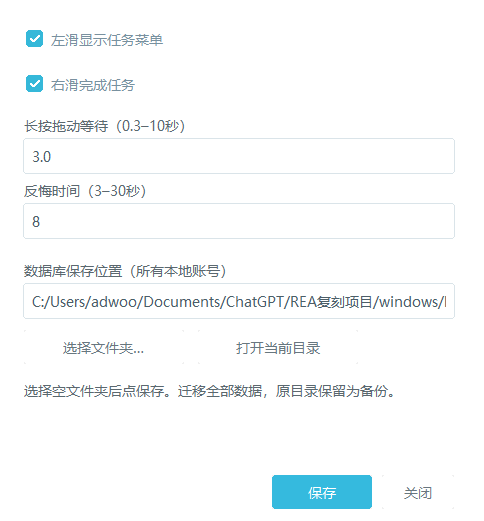 左滑显示任务菜单
右滑完成任务
长按拖动等待（0.3–10秒）
3.0
反悔时间（3–30秒）
8
数据库保存位置（所有本地账号）
C:/Users/adwoo/Documents/ChatGPT/REA复刻项目/windows/
选择文件夹... 打开当前目录
选择空文件夹后点保存。迁移全部数据，原目录保留为备份。
保存 关闭